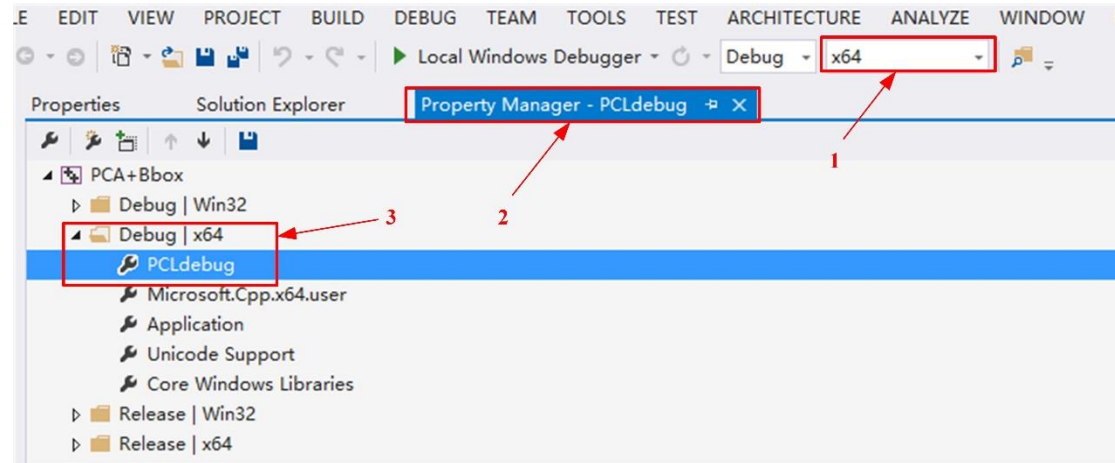 LE EDIT VIEW PROJECT BUILD DEBUG TEAM TOOLS TEST ARCHITECTURE ANALYZE WINDOW
Local Windows Debugger Debug x64
Properties Solution Explorer Property Manager - PCLdebug
1
PCA+Bbox
Debug | Win32
3 2
Debug | x64
PCLdebug
Microsoft.Cpp.x64.user
Application
Unicode Support
Core Windows Libraries
Release | Win32
Release | x64